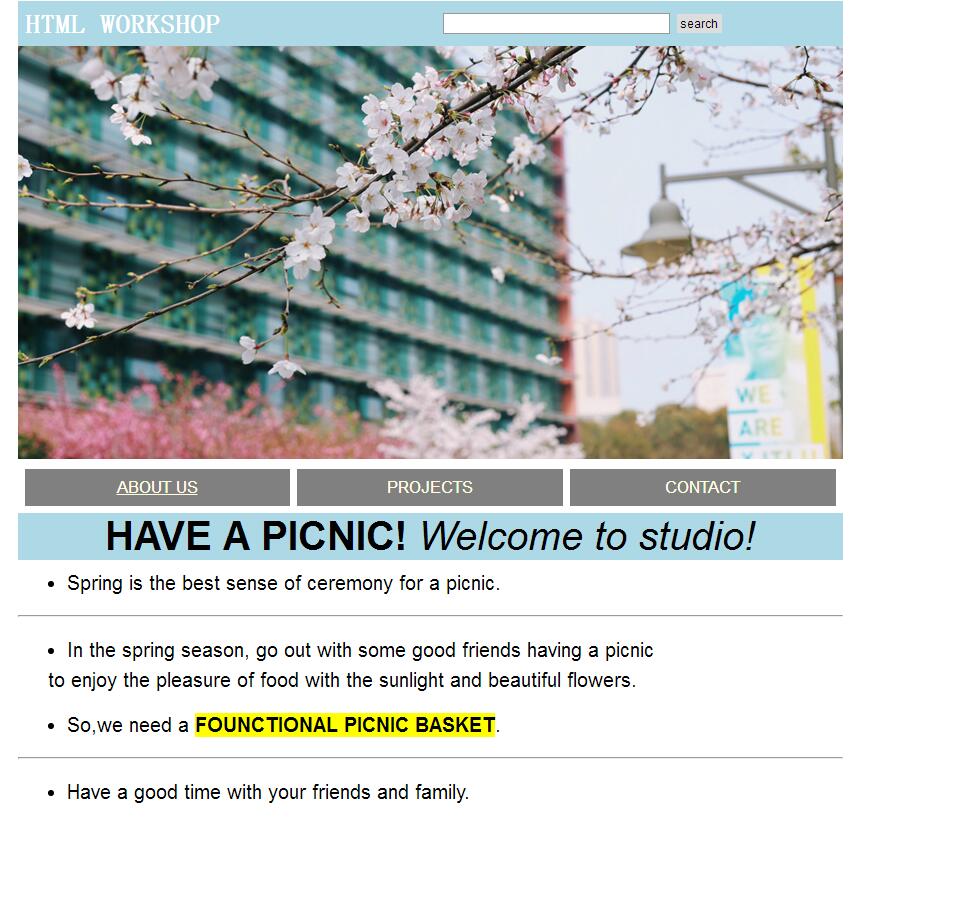 HTML WORKSHOP
search
WE
ARE
ABOUT US
PROJECTS
CONTACT
HAVE A PICNIC! Welcome to studio!
• Spring is the best sense of ceremony for a picnic.
• In the spring season, go out with some good friends having a picnic
to enjoy the pleasure of food with the sunlight and beautiful flowers.
• So,we need a FOUNCTIONAL PICNIC BASKET.
• Have a good time with your friends and family.